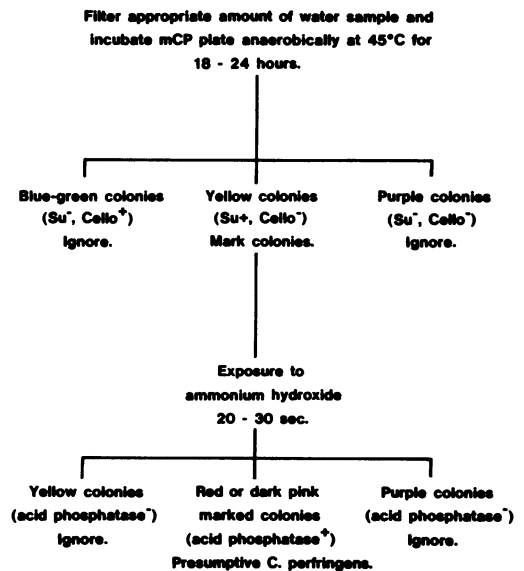 Filter appropriate amount of water sample and
incubate mCP plate anaerobically at 45°C for
18 - 24 hours.
Blue-green colonies
(Su⁻, Cello⁺)
Ignore.
Yellow colonies
(Su+, Cello⁻)
Mark colonies.
Purple colonies
(Su⁻, Cello⁻)
Ignore.
Exposure to
ammonium hydroxide
20 - 30 sec.
Yellow colonies
(acid phosphatase⁻)
Ignore.
Red or dark pink
marked colonies
(acid phosphatase⁺)
Presumptive C. perfringens.
Purple colonies
(acid phosphatase⁻)
Ignore.